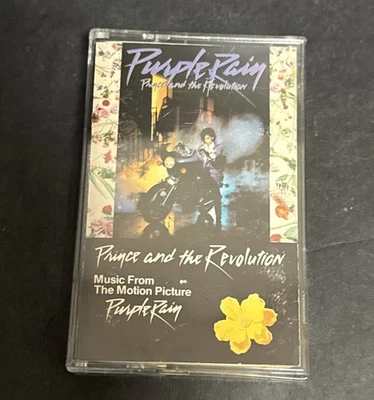 Purple Rain
Prince and the Revolution
Prince and the Revolution
Music From
The Motion Picture
Purple Rain